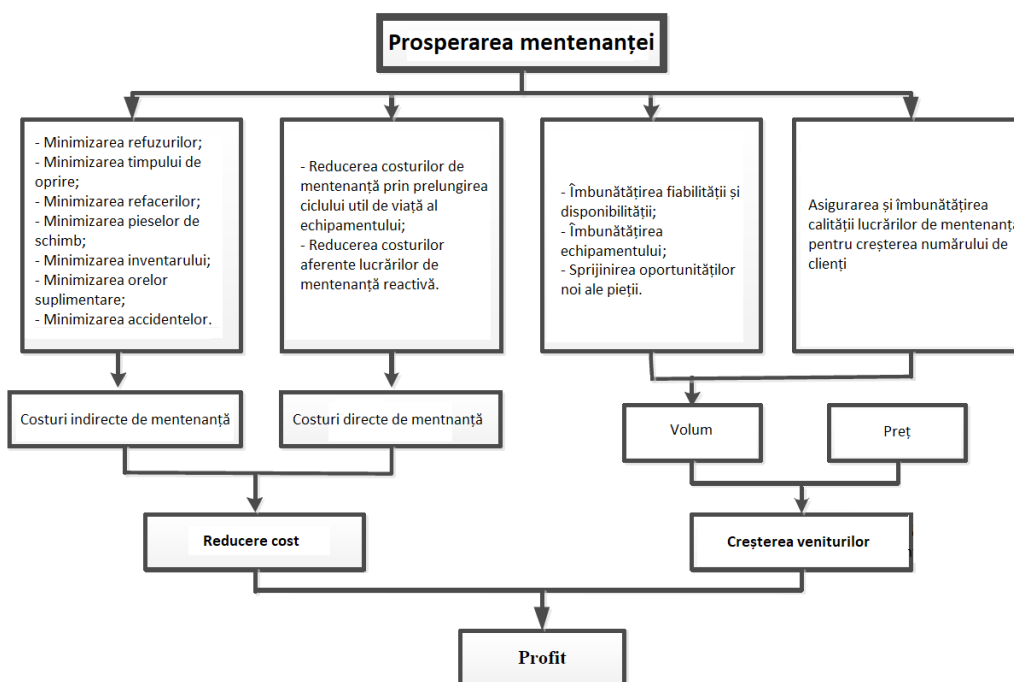 Prosperarea mentenanței
- Minimizarea refuzurilor;
- Minimizarea timpului de
oprire;
- Minimizarea refacerilor;
- Minimizarea pieselor de
schimb;
- Minimizarea inventarului;
- Minimizarea orelor
suplimentare;
- Minimizarea accidentelor.
- Reducerea costurilor de
mentenanță prin prelungirea
ciclului util de viață al
echipamentului;
- Reducerea costurilor
aferente lucrărilor de
mentenanță reactivă.
- Îmbunătățirea fiabilității și
disponibilității;
- Îmbunătățirea
echipamentului;
- Sprijinirea oportunităților
noi ale pieții.
Asigurarea și îmbunătățirea
calității lucrărilor de mentenanță
pentru creșterea numărului de
clienți
Costuri indirecte de mentenanță
Costuri directe de mentnanță
Volum
Preț
Reducere cost
Creșterea veniturilor
Profit